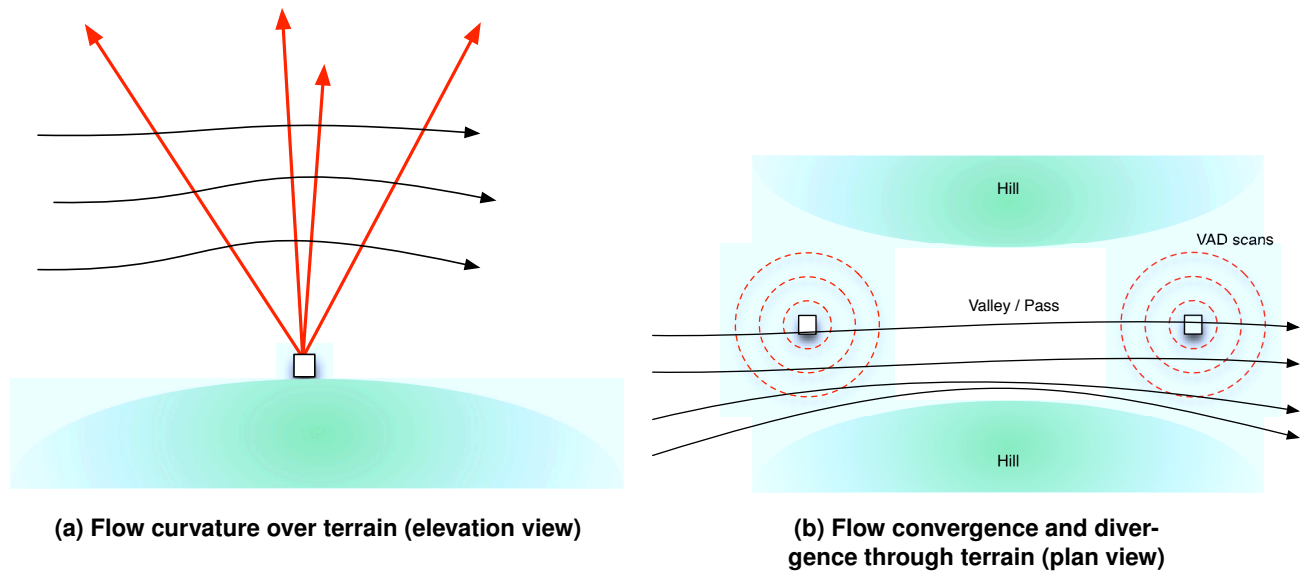 Hill
VAD scans
Valley / Pass
Hill
(a) Flow curvature over terrain (elevation view)
(b) Flow convergence and diver-
gence through terrain (plan view)